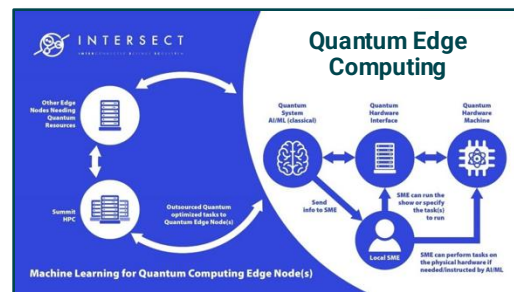 INTERSECT
Quantum Edge
Computing
Other Edge
Nodes Needing
Quantum
Resources
Summit
HPC
Outsourced Quantum
optimized tasks to
Quantum Edge Node(s)
Quantum
System
AI/ML (classical)
Quantum
Hardware
Interface
Quantum
Hardware
Machine
Send
info to SME
SME can run the
show or specify
the task(s)
to run
Local SME
SME can perform tasks on
the physical hardware if
needed/instructed by AI/ML
Machine Learning for Quantum Computing Edge Node(s)